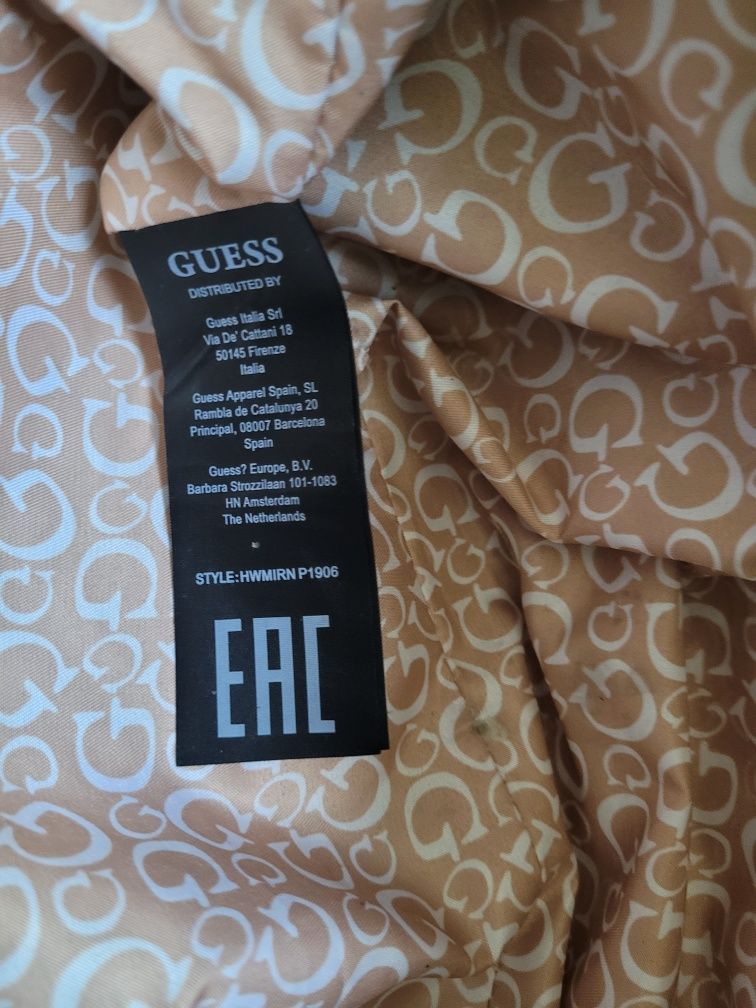 GUESS
DISTRIBUTED BY
Guess Italia Srl
Via De' Cattani 18
50145 Firenze
Italia
Guess Apparel Spain, SL
Rambla de Catalunya 20
Principal, 08007 Barcelona
Spain
Guess? Europe, B.V.
Barbara Strozzilaan 101-1083
HN Amsterdam
The Netherlands
STYLE:HWMIRN P1906
EAC